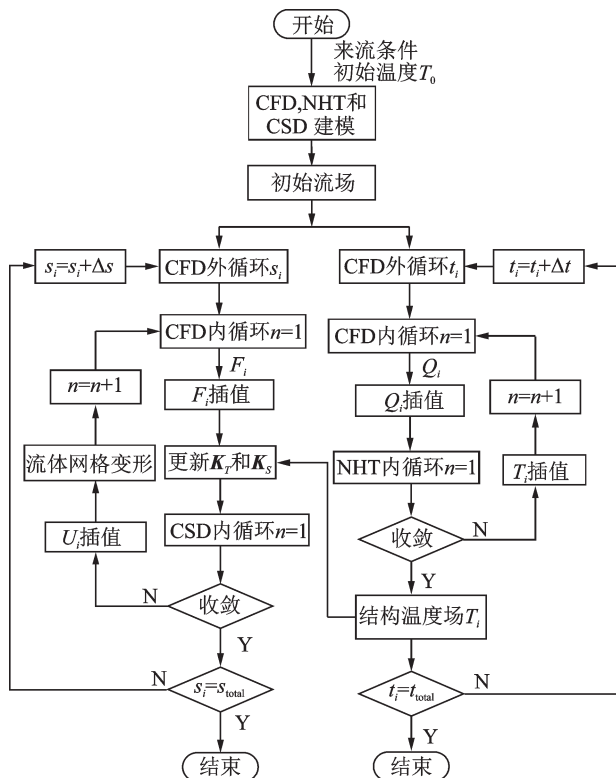 开始
来流条件
初始温度T₀
CFD,NHT和
CSD 建模
初始流场
sᵢ=sᵢ+Δs
CFD外循环sᵢ
CFD外循环tᵢ
tᵢ=tᵢ+Δt
CFD内循环n=1
CFD内循环n=1
Fᵢ
Qᵢ
n=n+1
Fᵢ插值
Qᵢ插值
n=n+1
流体网格变形
更新K_T和K_S
NHT内循环n=1
Tᵢ插值
Uᵢ插值
CSD内循环n=1
收敛
N
Y
N
收敛
结构温度场Tᵢ
Y
N
sᵢ=s_total
tᵢ=t_total
N
Y
Y
结束
结束